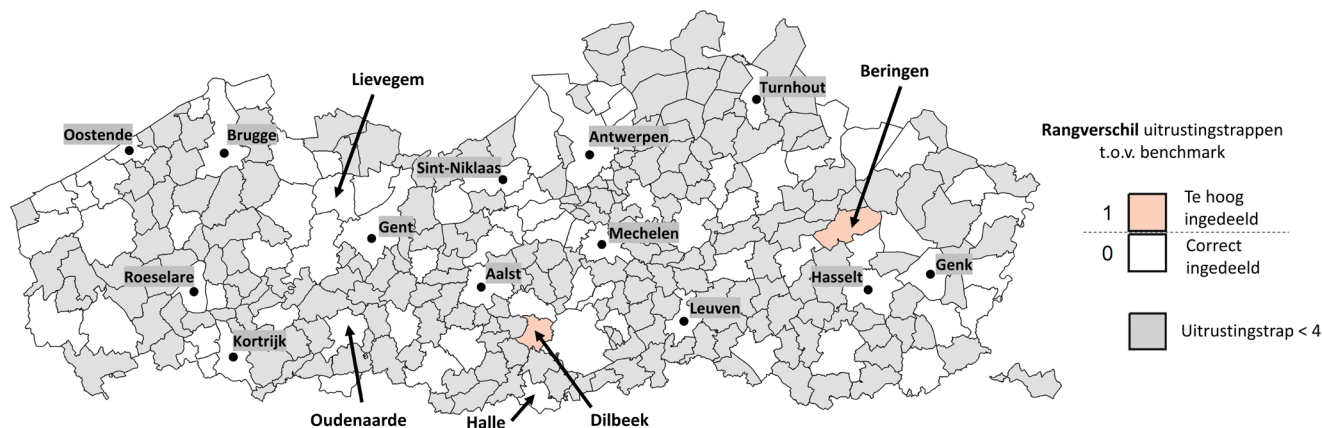 Lievegem
Beringen
Turnhout
Oostende
Brugge
Antwerpen
Sint-Niklaas
Gent
Mechelen
Roeselare
Aalst
Hasselt
Genk
Leuven
Kortrijk
Oudenaarde
Halle
Dilbeek
Rangverschil uitrustingstrappen
t.o.v. benchmark
1
Te hoog
ingedeeld
0
Correct
ingedeeld
Uitrustingstrap < 4